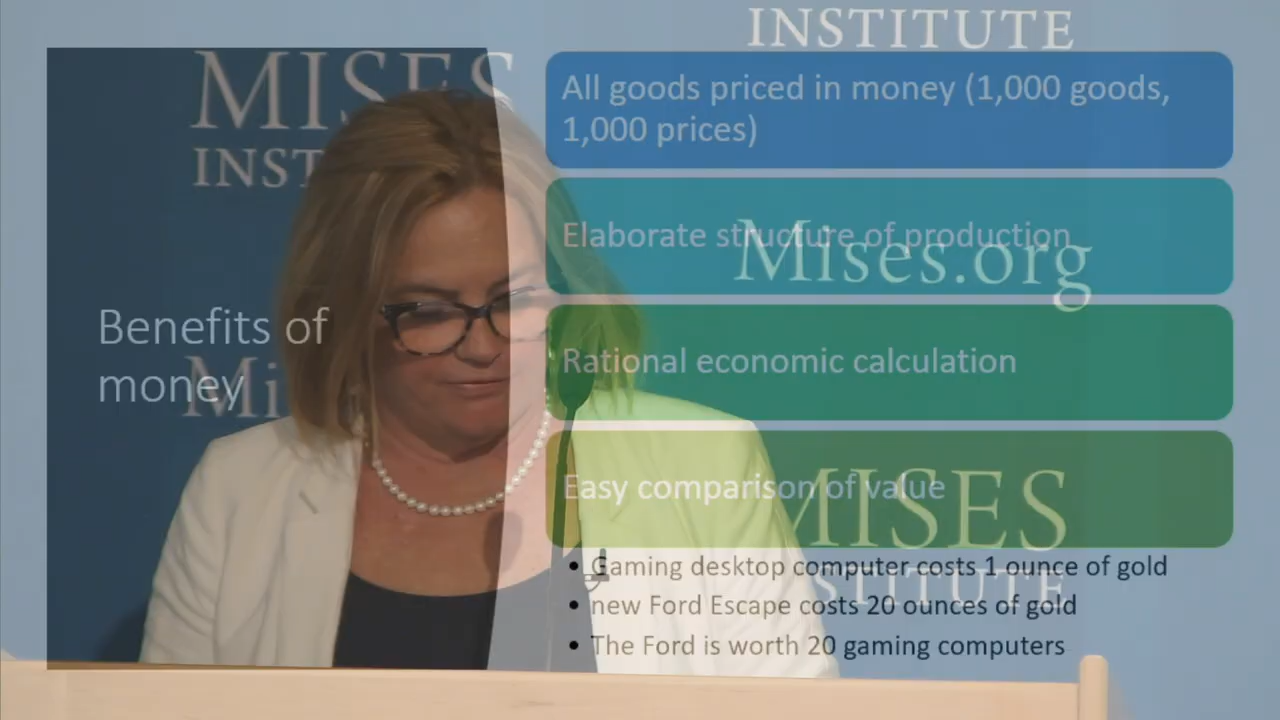 INSTITUTE
MISES
INST
Mi
Benefits of
money
All goods priced in money (1,000 goods,
1,000 prices)
Elaborate structure of production
Mises.org
Rational economic calculation
Easy comparison of value
MISES
STITUTE
• Gaming desktop computer costs 1 ounce of gold
• new Ford Escape costs 20 ounces of gold
• The Ford is worth 20 gaming computers